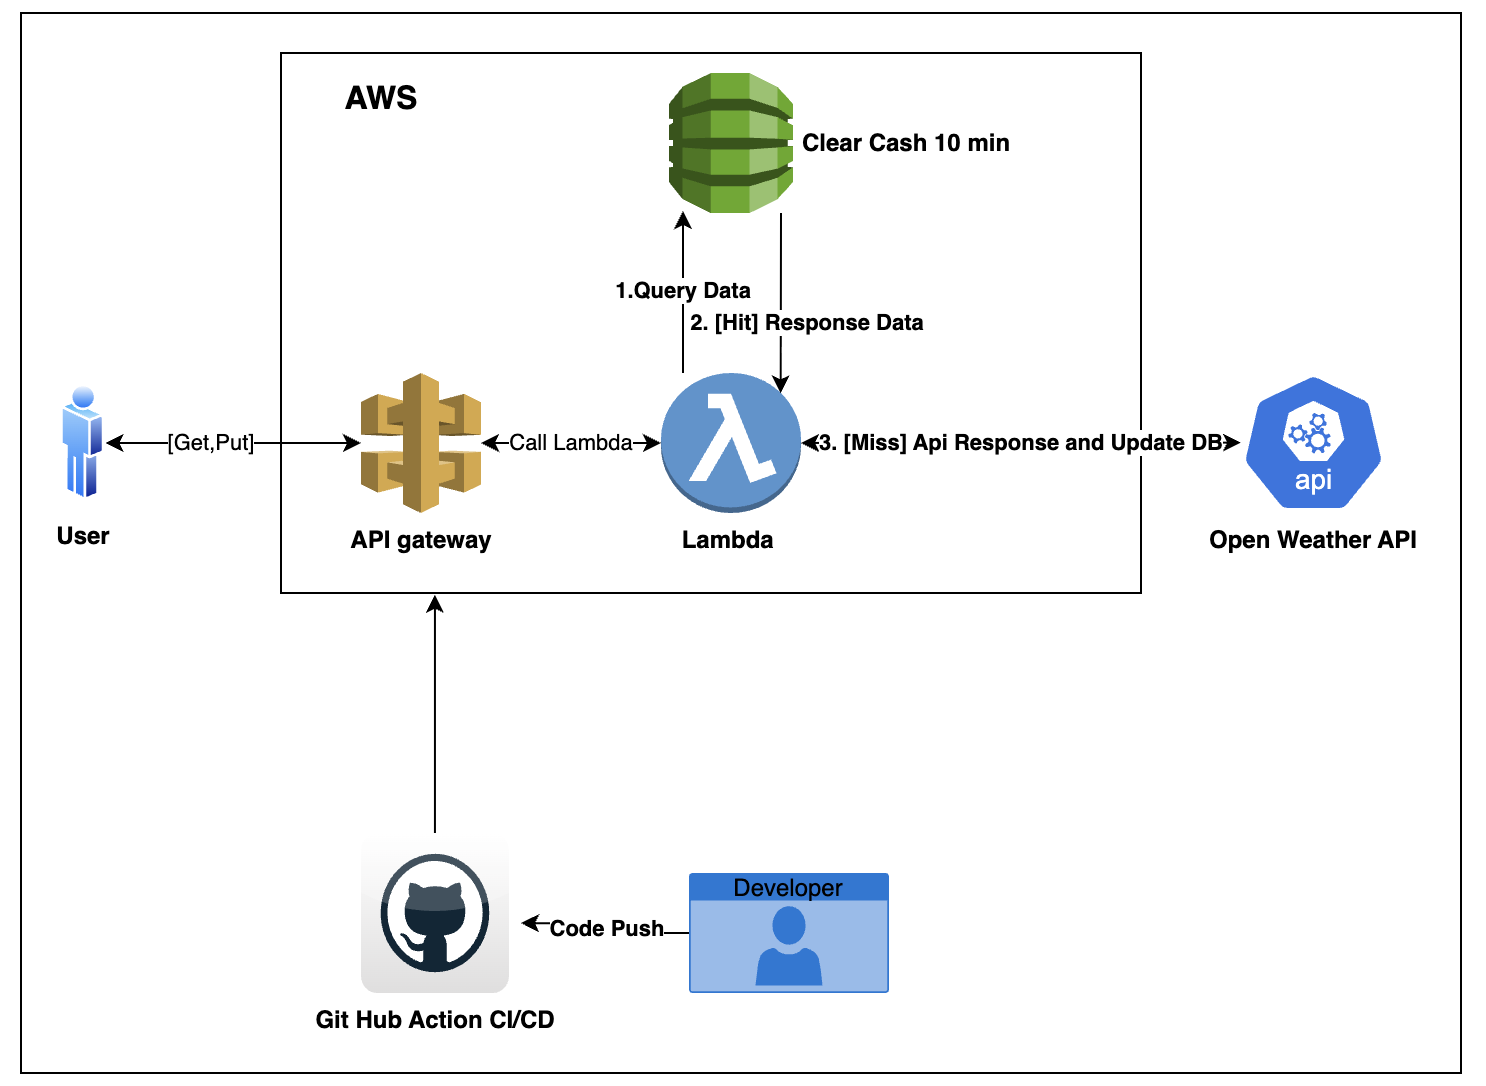 AWS
Clear Cash 10 min
1.Query Data
2. [Hit] Response Data
[Get,Put]
Call Lambda
3. [Miss] Api Response and Update DB
api
User
API gateway
Lambda
Open Weather API
Developer
Code Push
Git Hub Action CI/CD